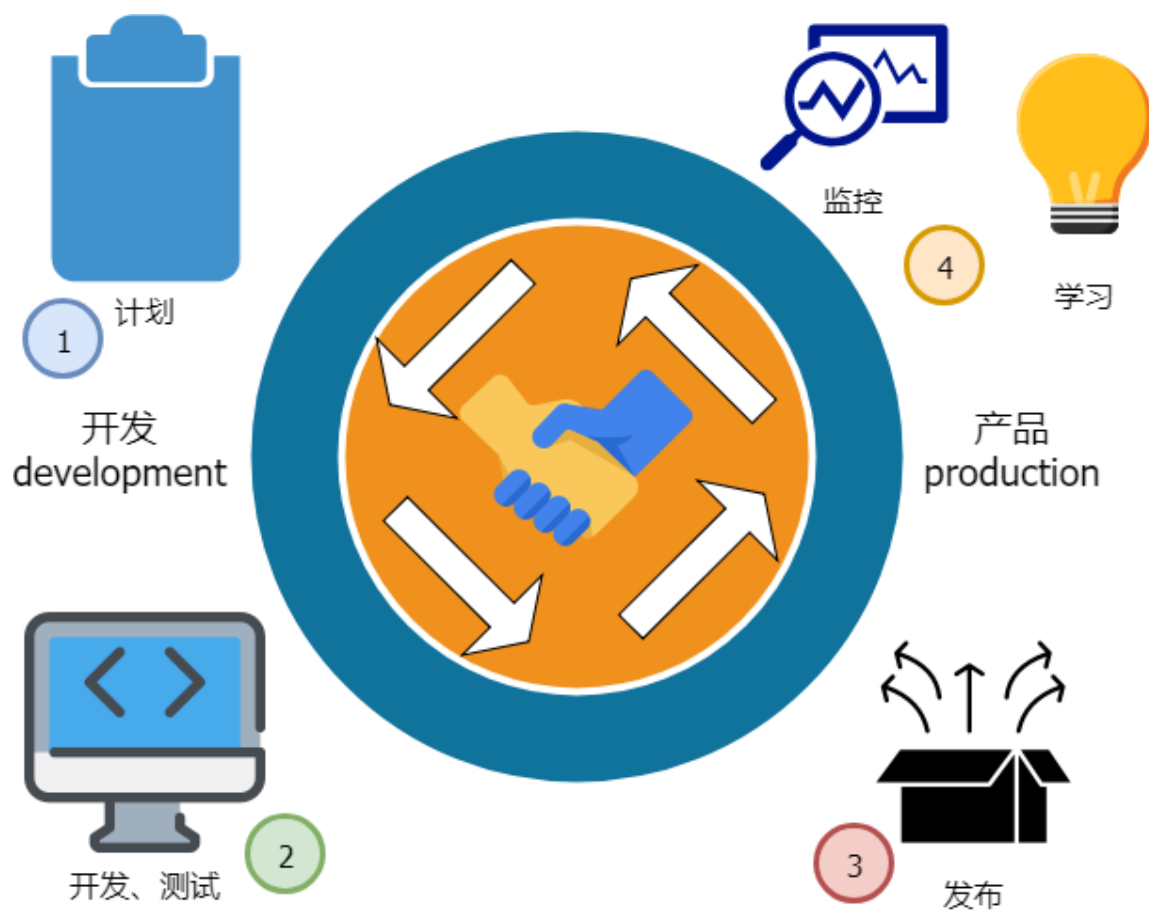 监控
4
学习
计划
1
开发
development
产品
production
开发、测试
2
3
发布